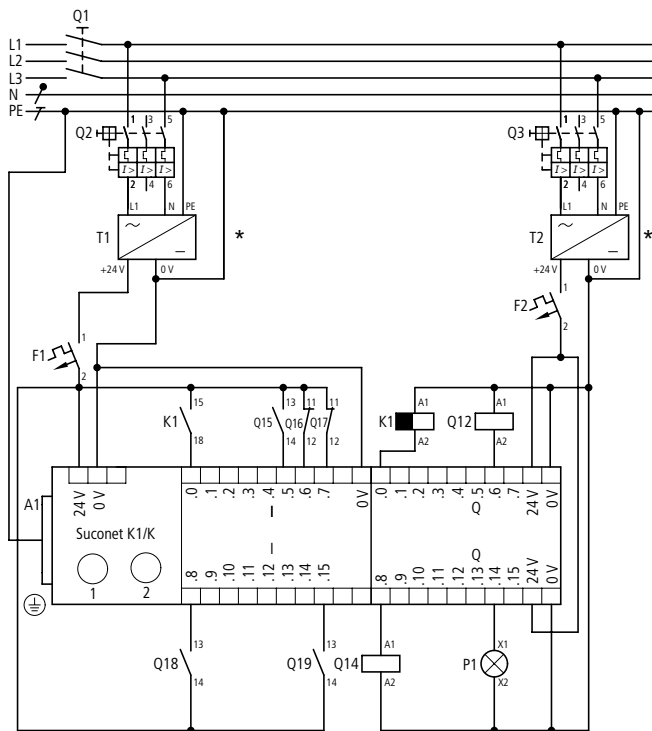 Q1
L1
L2
L3
N
PE
Q2 1 3 5
I> I> I>
2 4 6
L1 N PE
T1 ~ – *
+24 V 0 V
Q3 1 3 5
I> I> I>
2 4 6
L1 N PE
T2 ~ – *
+24 V 0 V
F1 1
2
F2 1
2
K1 15
18
Q15 13
14
Q16 11
12
Q17 11
12
K1 A1
A2
Q12 A1
A2
A1
24 V 0 V
.0 .1 .2 .3 .4 .5 .6 .7 0 V
.0 .1 .2 .3 .4 .5 .6 .7 24 V 0 V
I
Q
Suconet K1/K
1 2
I
Q
.8 .9 .10 .11 .12 .13 .14 .15
.8 .9 .10 .11 .12 .13 .14 .15 24 V 0 V
Q18 13
14
Q19 13
14
Q14 A1
A2
P1 X1
X2